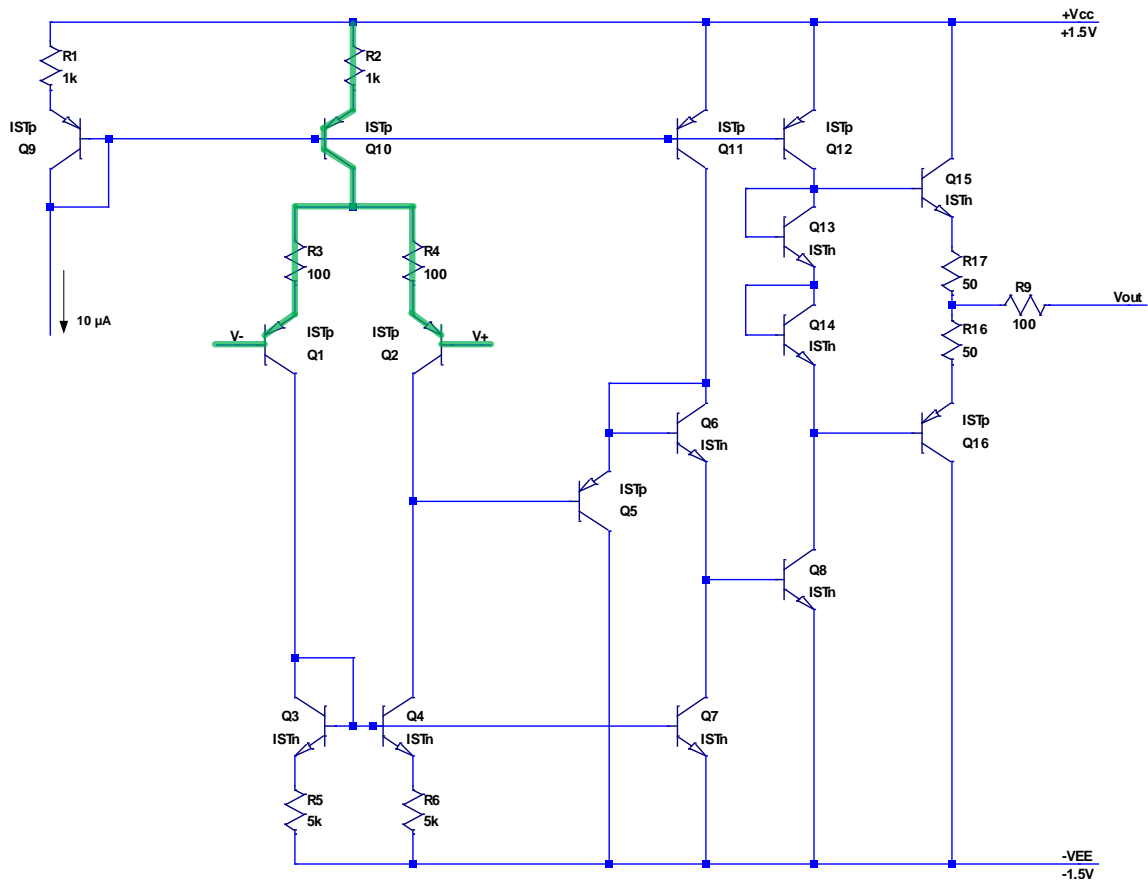 +Vcc
+1.5V
R1
1k
R2
1k
ISTp
Q9
ISTp
Q10
ISTp
Q11
ISTp
Q12
Q15
ISTn
Q13
ISTn
R3
100
R4
100
R17
50
R9
100
Vout
10 µA
V-
ISTp
Q1
ISTp
Q2
V+
Q14
ISTn
R16
50
Q6
ISTn
ISTp
Q16
ISTp
Q5
Q8
ISTn
Q3
ISTn
Q4
ISTn
Q7
ISTn
R5
5k
R6
5k
-VEE
-1.5V